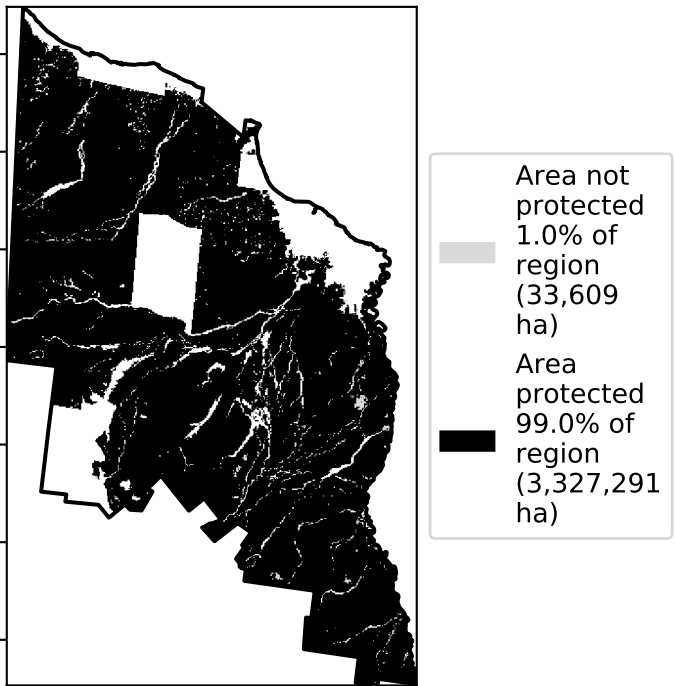 Area not
protected
1.0% of
region
(33,609
ha)
Area
protected
99.0% of
region
(3,327,291
ha)